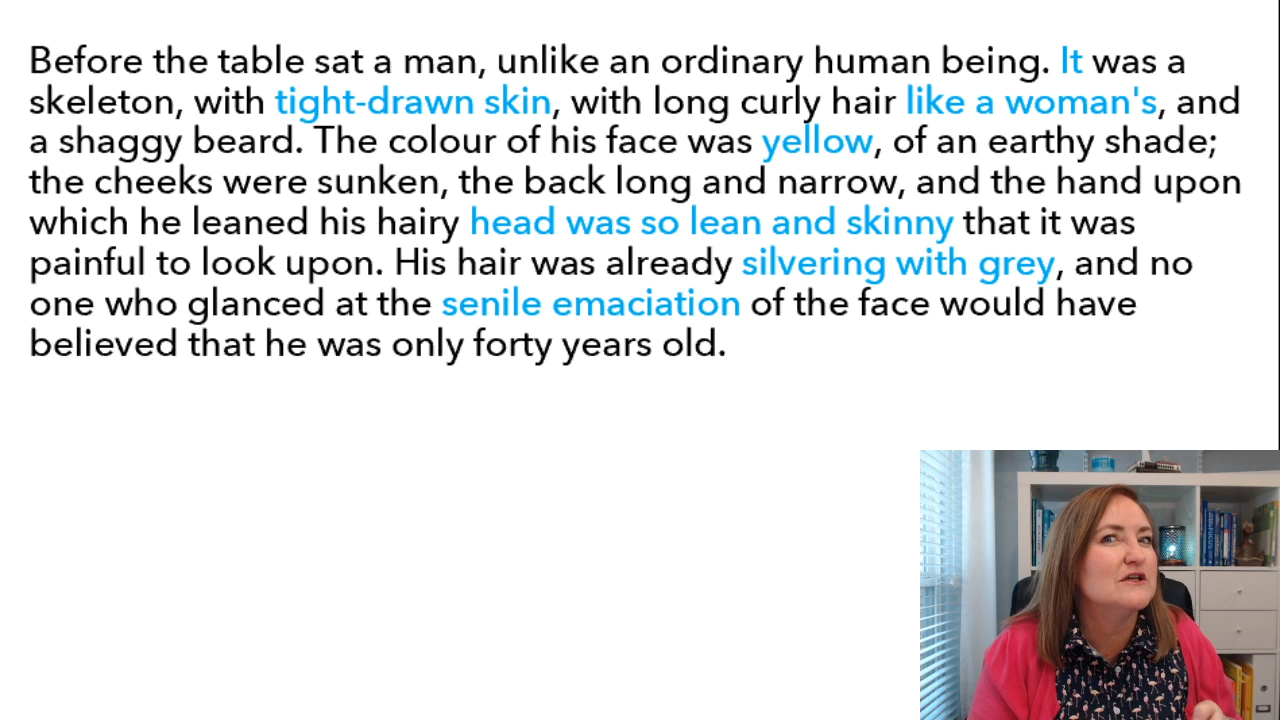 Before the table sat a man, unlike an ordinary human being. It was a
skeleton, with tight-drawn skin, with long curly hair like a woman's, and
a shaggy beard. The colour of his face was yellow, of an earthy shade;
the cheeks were sunken, the back long and narrow, and the hand upon
which he leaned his hairy head was so lean and skinny that it was
painful to look upon. His hair was already silvering with grey, and no
one who glanced at the senile emaciation of the face would have
believed that he was only forty years old.